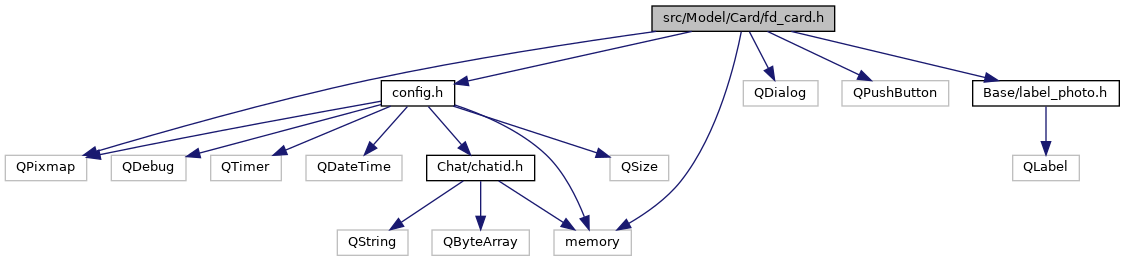 src/Model/Card/fd_card.h
config.h
QDialog
QPushButton
Base/label_photo.h
QPixmap
QDebug
QTimer
QDateTime
Chat/chatid.h
QSize
QLabel
QString
QByteArray
memory